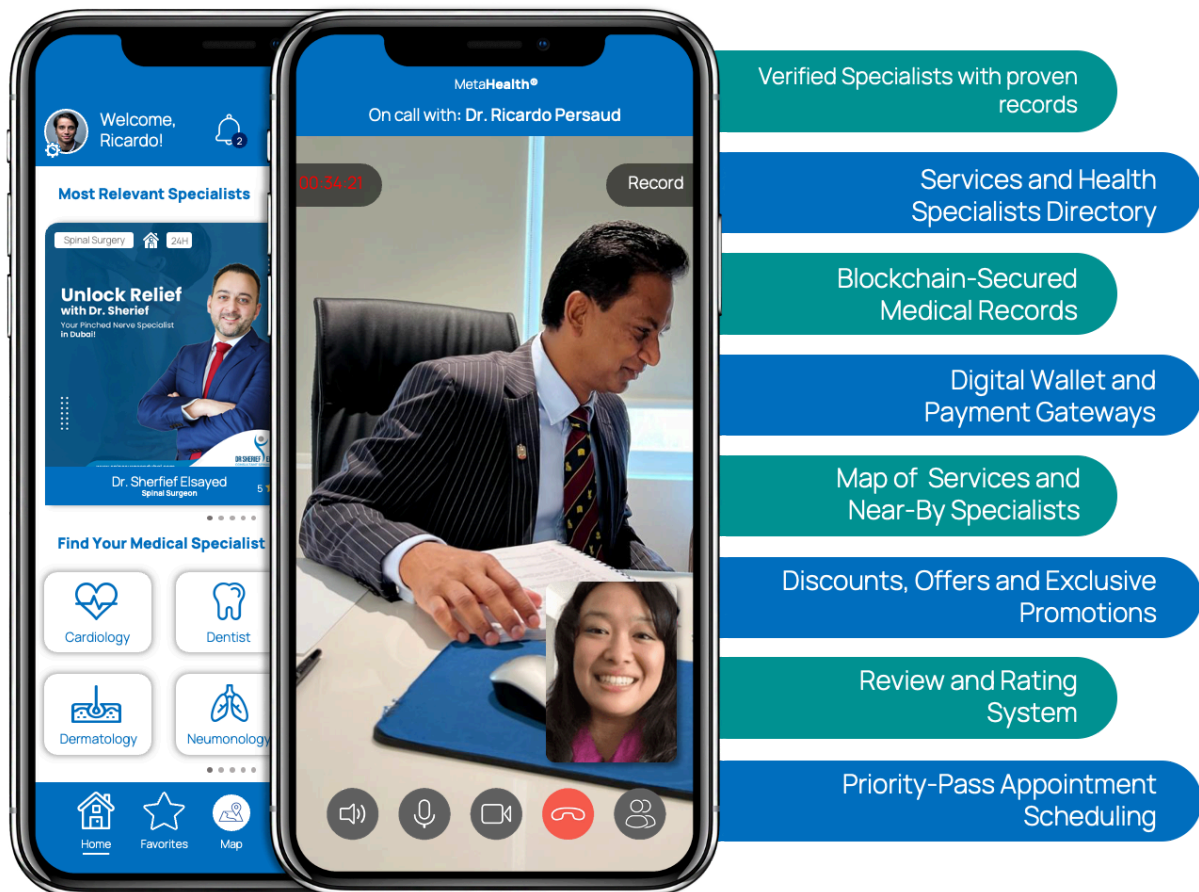 Welcome,
Ricardo!
2
Most Relevant Specialists
Spinal Surgery
24H
Unlock Relief
with Dr. Sherief
Your Pinched Nerve Specialist
in Dubai!
DR SHERIEF
Dr. Sherfief Elsayed
Spinal Surgeon
5
Find Your Medical Specialist
Cardiology
Dentist
Dermatology
Neumonology
Home
Favorites
Map
MetaHealth®
On call with: Dr. Ricardo Persaud
00:34:21
Record
Verified Specialists with proven
records
Services and Health
Specialists Directory
Blockchain-Secured
Medical Records
Digital Wallet and
Payment Gateways
Map of Services and
Near-By Specialists
Discounts, Offers and Exclusive
Promotions
Review and Rating
System
Priority-Pass Appointment
Scheduling